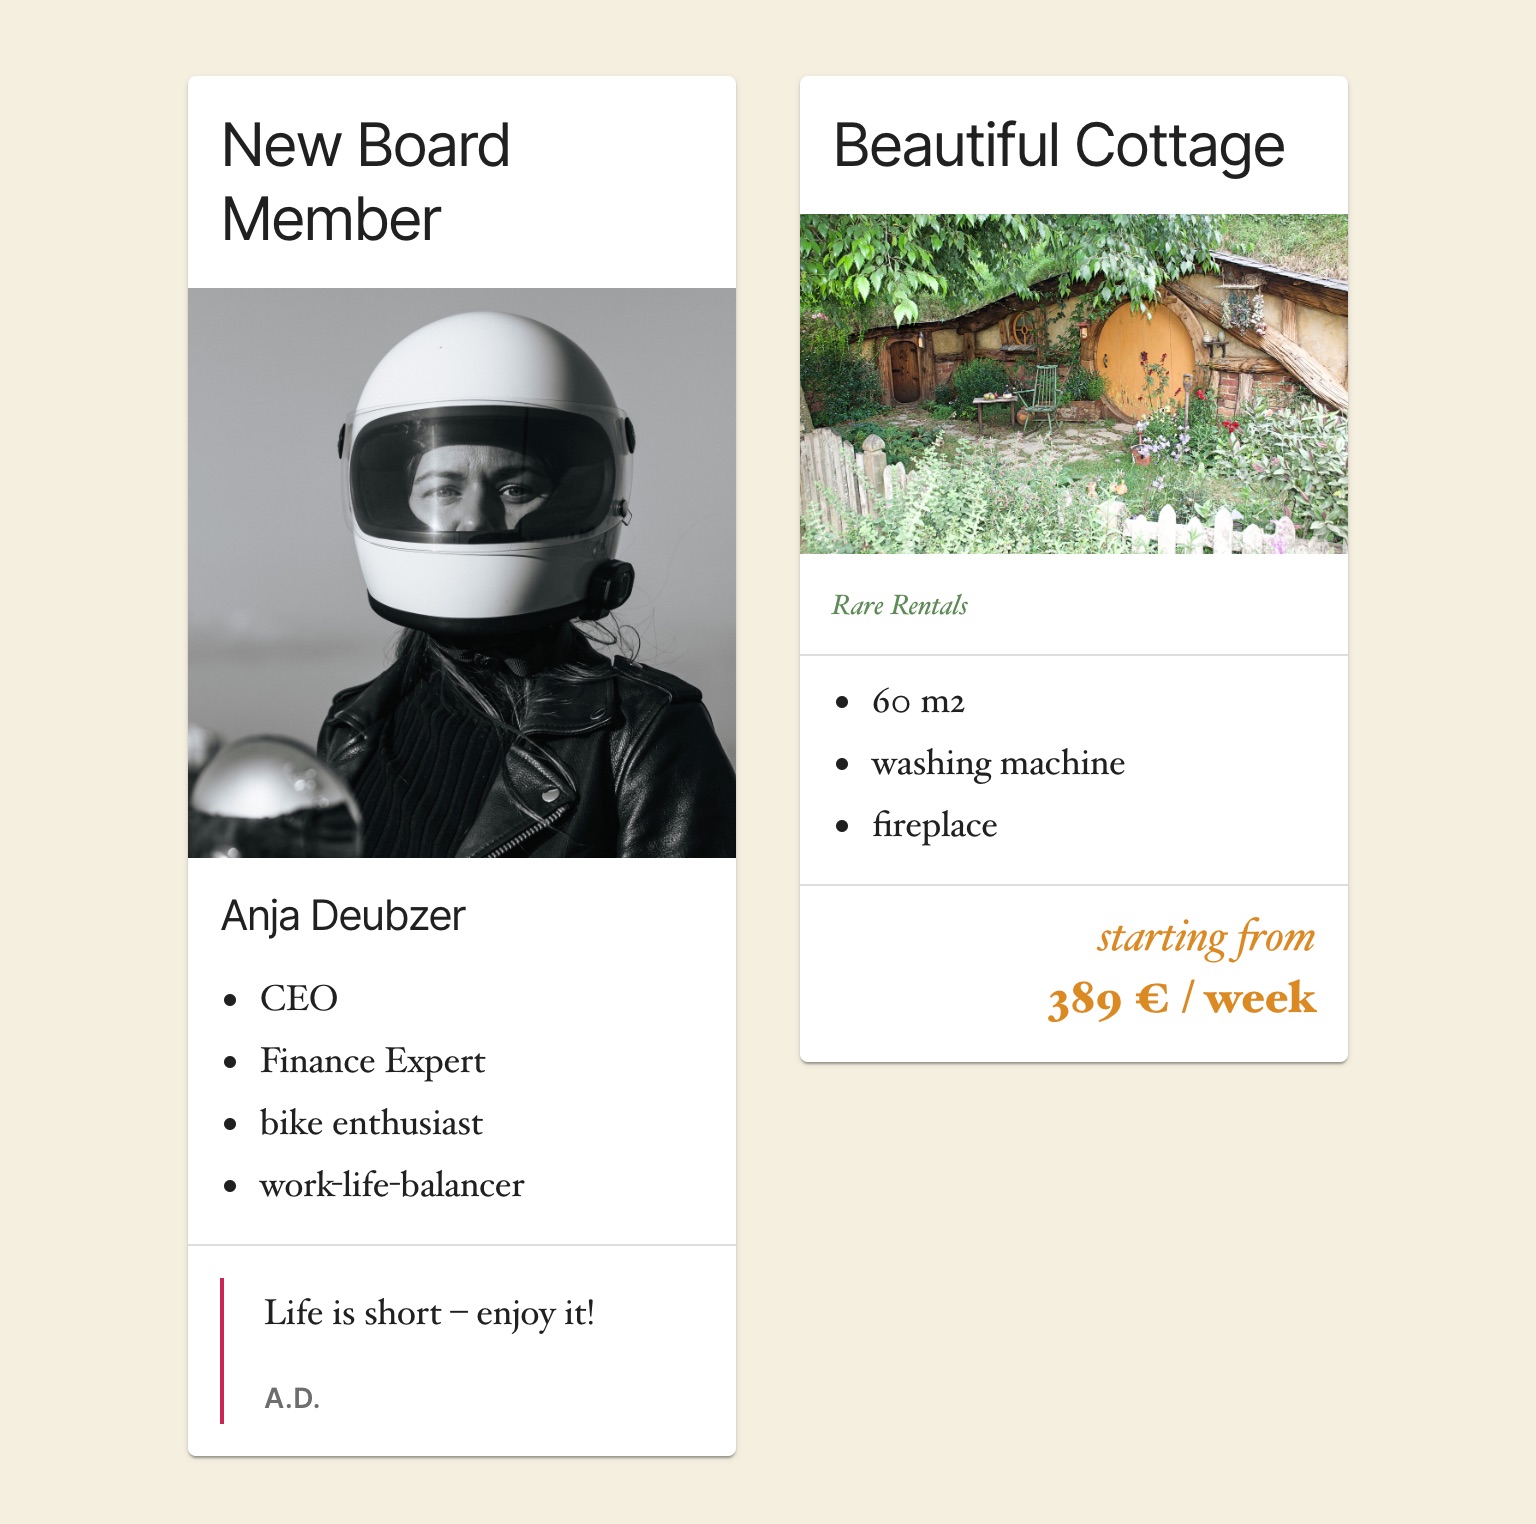 New Board
Member
Anja Deubzer
CEO
Finance Expert
bike enthusiast
work-life-balancer
Life is short – enjoy it!
A.D.
Beautiful Cottage
Rare Rentals
60 m2
washing machine
fireplace
starting from
389 € / week